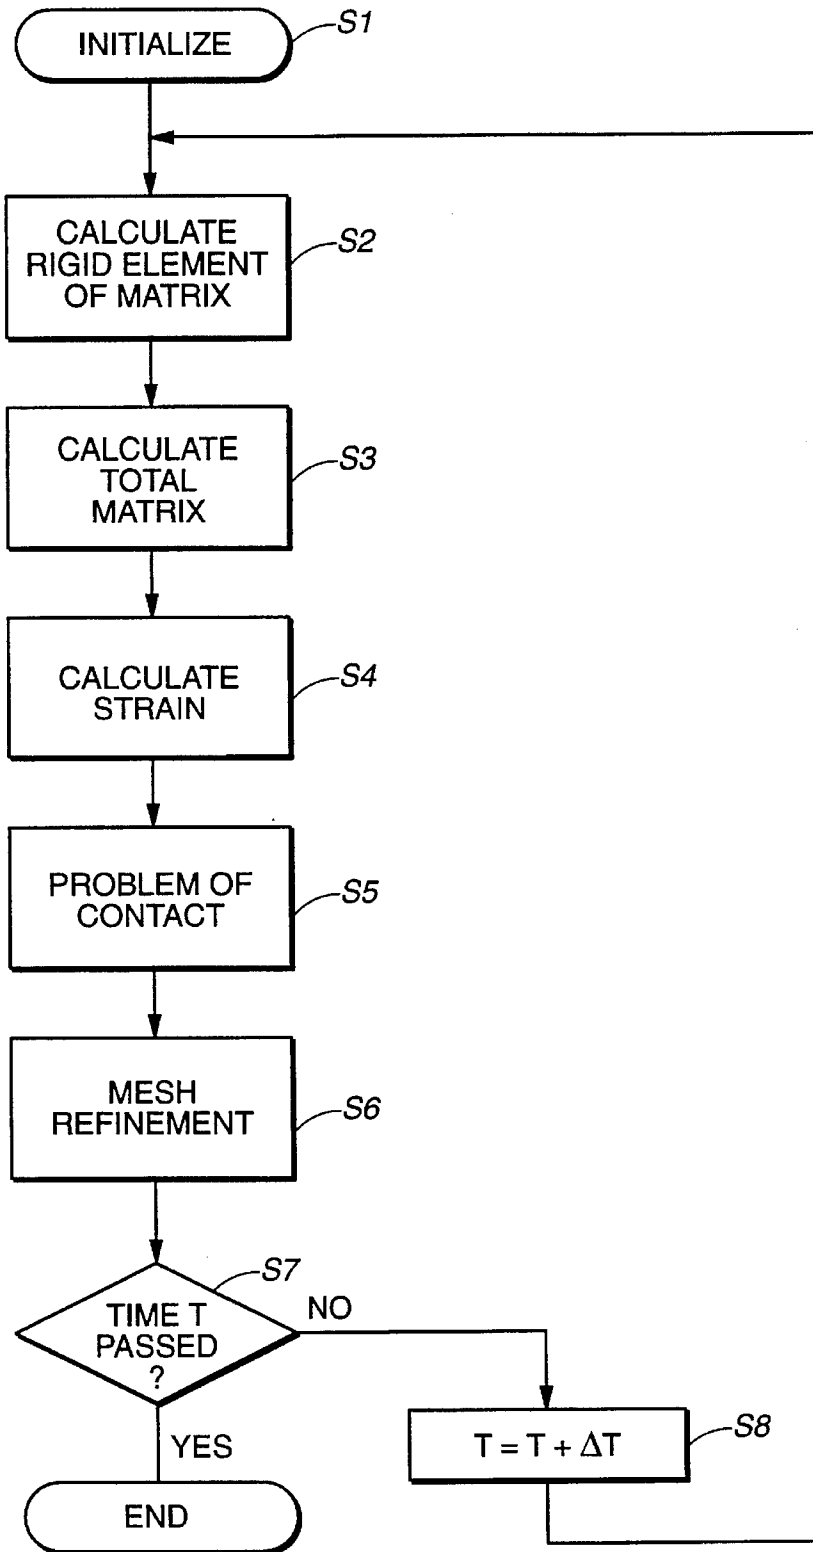 INITIALIZE
S1
CALCULATE
RIGID ELEMENT
OF MATRIX
S2
CALCULATE
TOTAL
MATRIX
S3
CALCULATE
STRAIN
S4
PROBLEM OF
CONTACT
S5
MESH
REFINEMENT
S6
S7
TIME T
PASSED
?
NO
YES
T = T + ΔT
S8
END